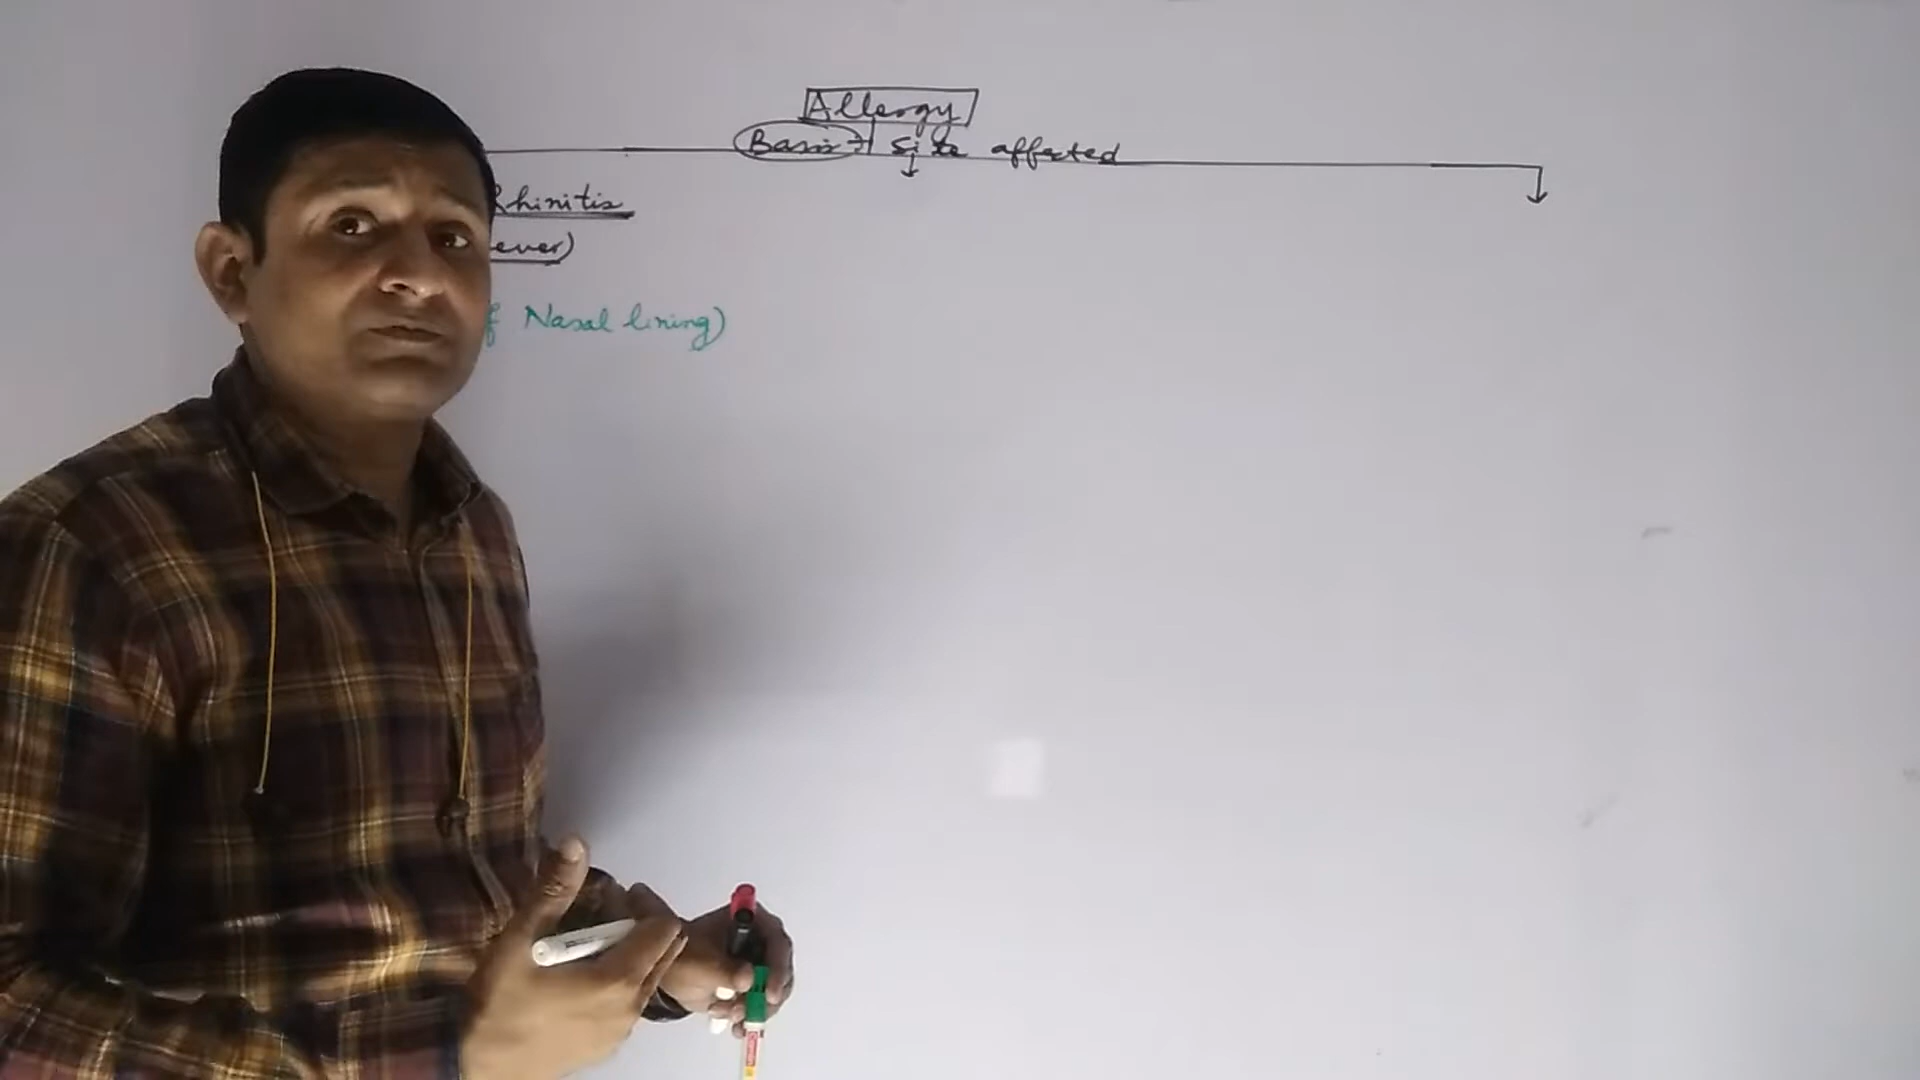 Allergy
Basis → Site affected
Rhinitis
ever)
f Nasal lining)